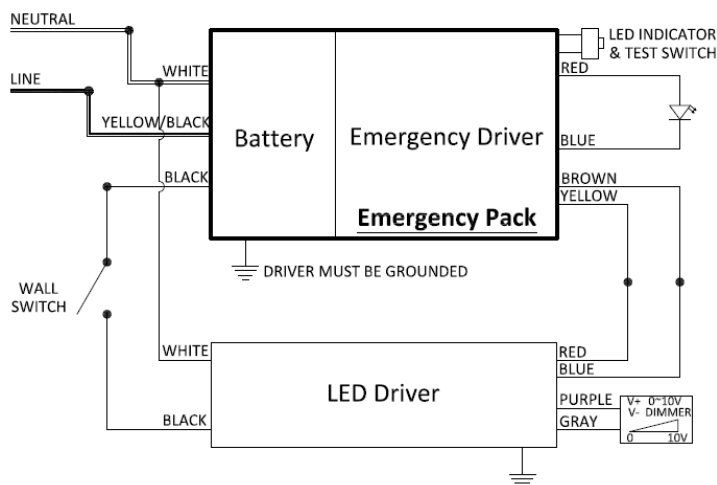 NEUTRAL
LED INDICATOR
& TEST SWITCH
WHITE
RED
LINE
YELLOW/BLACK
Battery
Emergency Driver
BLUE
BLACK
BROWN
YELLOW
Emergency Pack
DRIVER MUST BE GROUNDED
WALL
SWITCH
WHITE
RED
BLUE
LED Driver
PURPLE
V+ 0~10V
V- DIMMER
BLACK
GRAY
0 10V